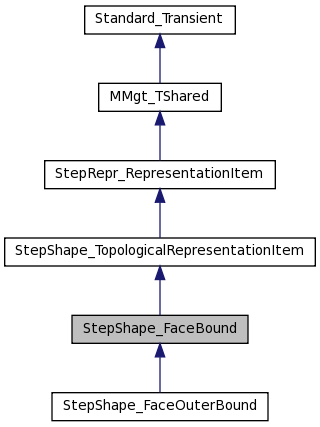 Standard_Transient
MMgt_TShared
StepRepr_RepresentationItem
StepShape_TopologicalRepresentationItem
StepShape_FaceBound
StepShape_FaceOuterBound